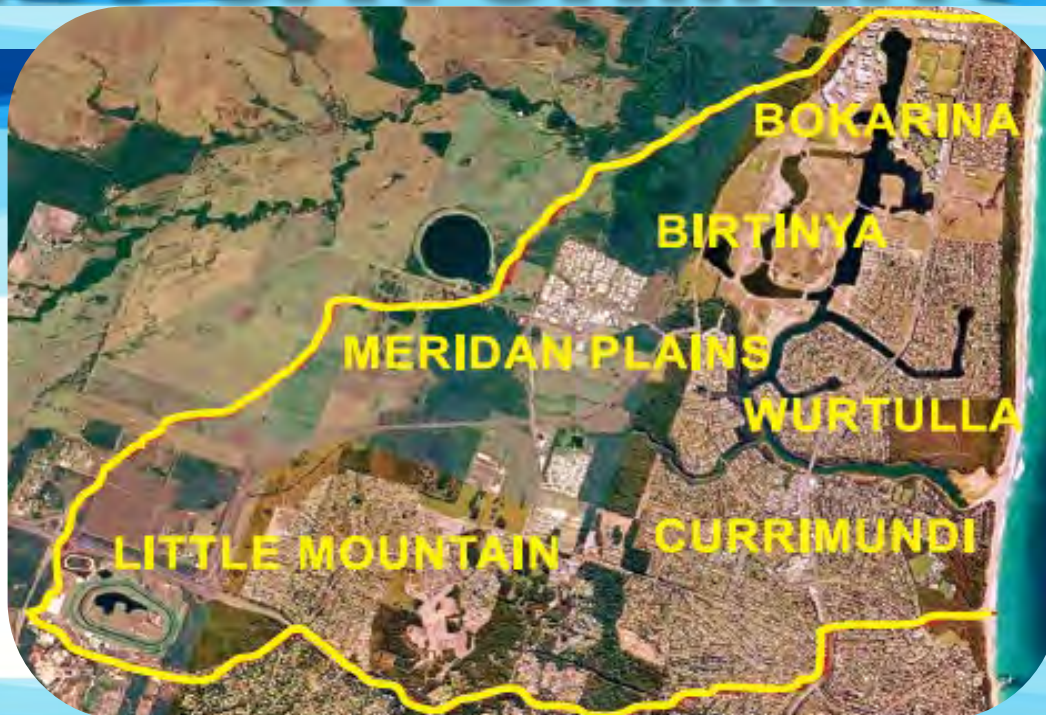 BOKARINA
BIRTINYA
MERIDAN PLAINS
WURTULLA
CURRIMUNDI
LITTLE MOUNTAIN